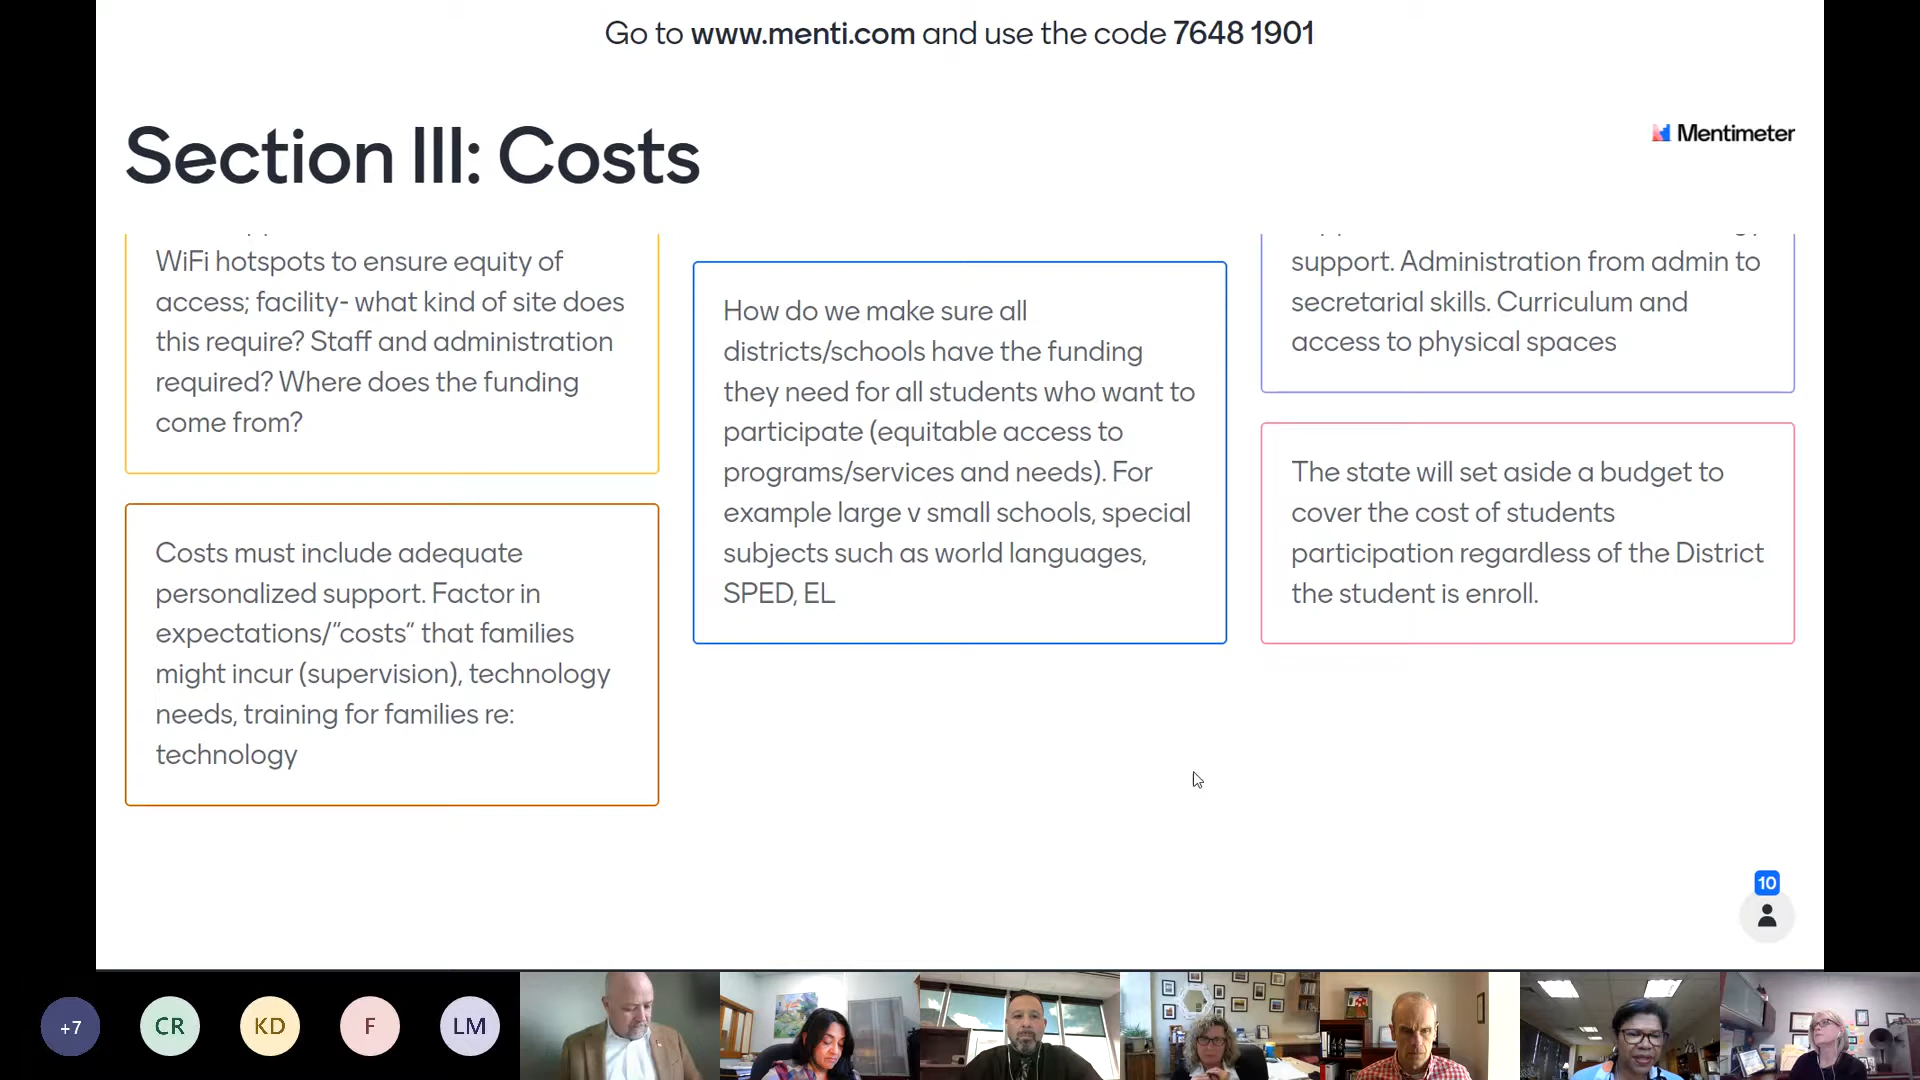 Go to www.menti.com and use the code 7648 1901
Section III: Costs
Mentimeter
WiFi hotspots to ensure equity of
access; facility- what kind of site does
this require? Staff and administration
required? Where does the funding
come from?
Costs must include adequate
personalized support. Factor in
expectations/"costs" that families
might incur (supervision), technology
needs, training for families re:
technology
How do we make sure all
districts/schools have the funding
they need for all students who want to
participate (equitable access to
programs/services and needs). For
example large v small schools, special
subjects such as world languages,
SPED, EL
support. Administration from admin to
secretarial skills. Curriculum and
access to physical spaces
The state will set aside a budget to
cover the cost of students
participation regardless of the District
the student is enroll.
10
+7
CR
KD
F
LM